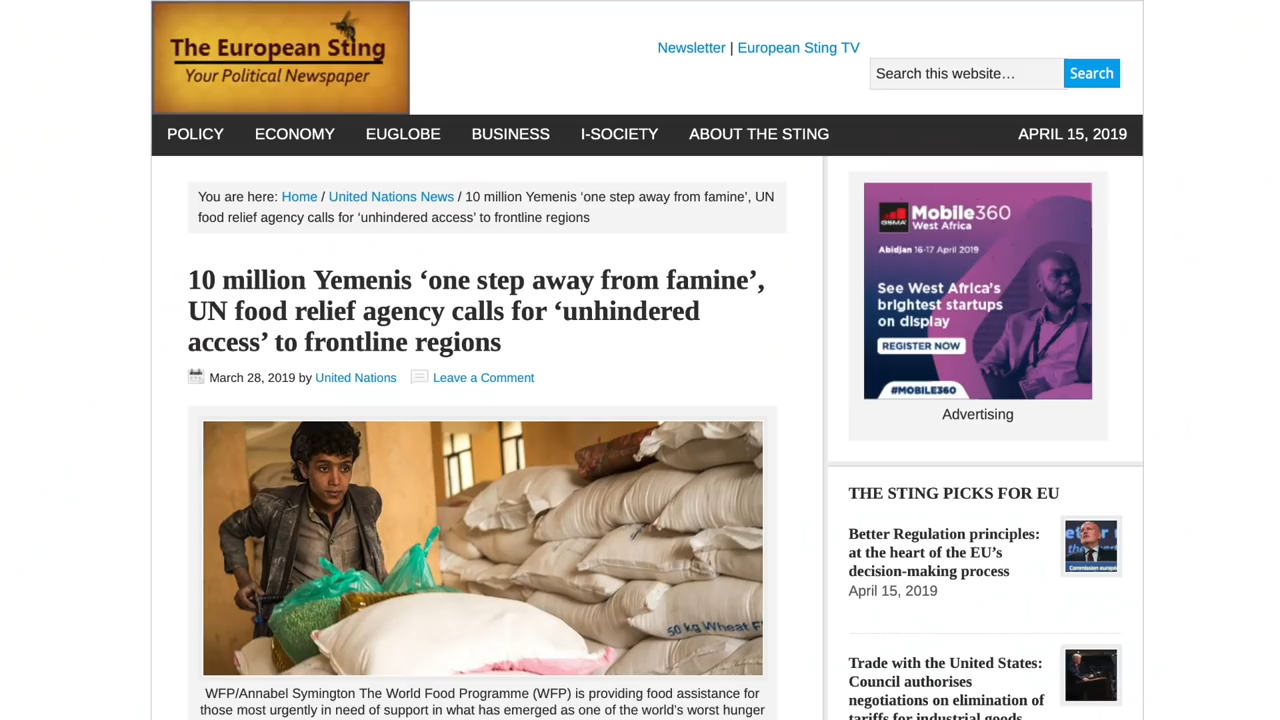 The European Sting
Your Political Newspaper
Newsletter | European Sting TV
Search this website…
Search
POLICY
ECONOMY
EUGLOBE
BUSINESS
I-SOCIETY
ABOUT THE STING
APRIL 15, 2019
You are here: Home / United Nations News / 10 million Yemenis ‘one step away from famine’, UN
food relief agency calls for ‘unhindered access’ to frontline regions
10 million Yemenis ‘one step away from famine’,
UN food relief agency calls for ‘unhindered
access’ to frontline regions
March 28, 2019 by United Nations
Leave a Comment
50 kg Wheat F
WFP/Annabel Symington The World Food Programme (WFP) is providing food assistance for
those most urgently in need of support in what has emerged as one of the world’s worst hunger
GSMA
Mobile360
West Africa
Abidjan 16-17 April 2019
See West Africa’s
brightest startups
on display
REGISTER NOW
#MOBILE360
Advertising
THE STING PICKS FOR EU
Better Regulation principles:
at the heart of the EU’s
decision-making process
April 15, 2019
Commission europé
Trade with the United States:
Council authorises
negotiations on elimination of
tariffs for industrial goods